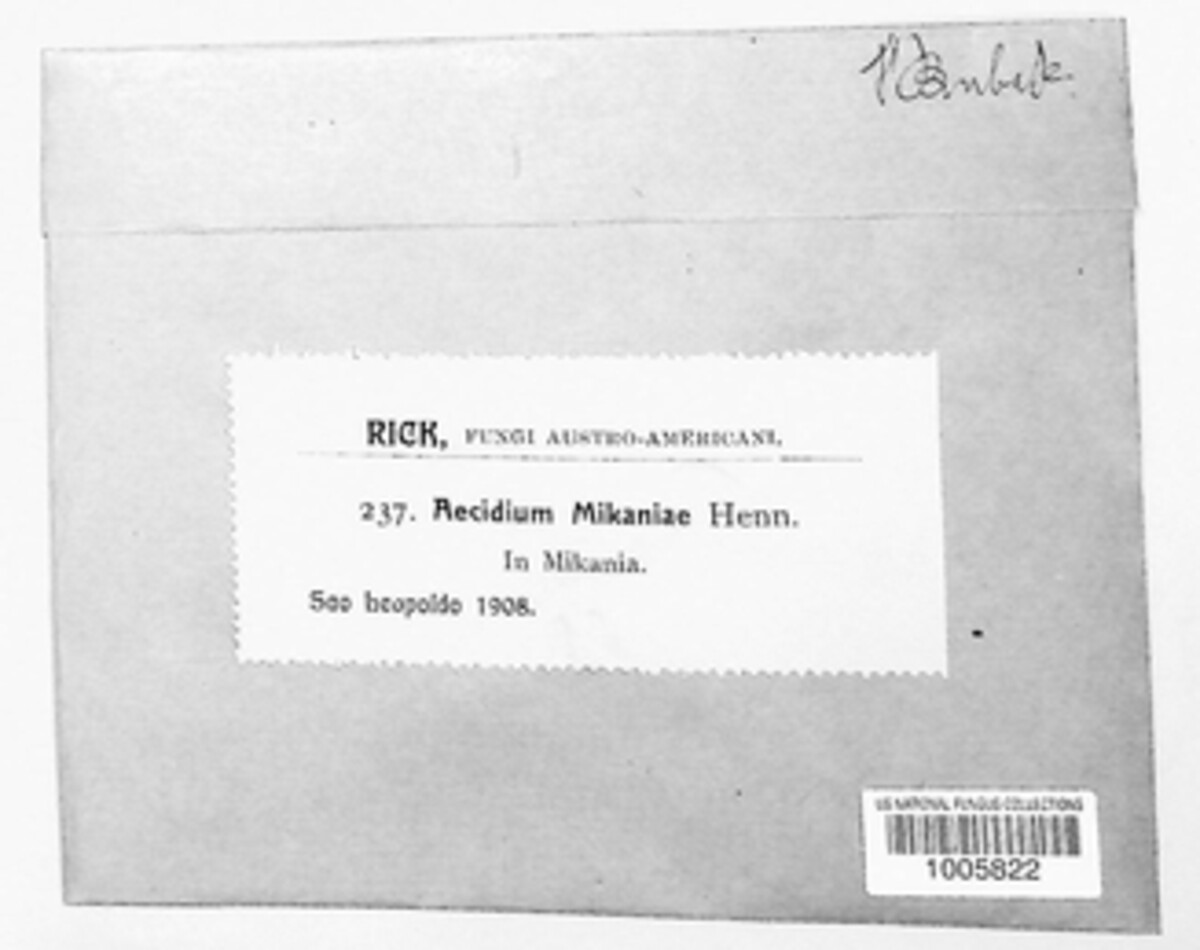 RICK, FUNGI AUSTRO-AMERICANI.
237. Aecidium Mikaniae Henn.
In Mikania.
Sao Leopoldo 1908.
US NATIONAL FUNGUS COLLECTIONS
1005822